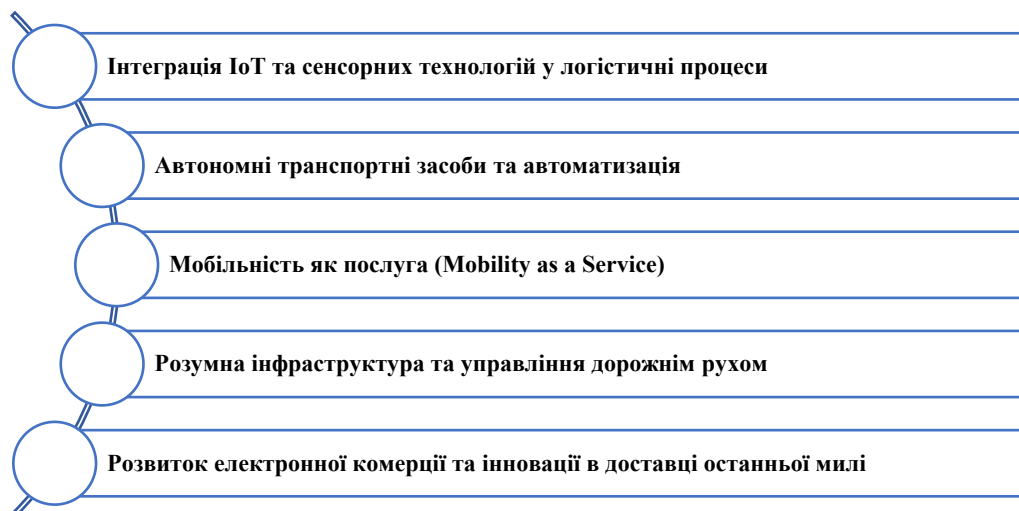 Інтеграція IoT та сенсорних технологій у логістичні процеси
Автономні транспортні засоби та автоматизація
Мобільність як послуга (Mobility as a Service)
Розумна інфраструктура та управління дорожнім рухом
Розвиток електронної комерції та інновації в доставці останньої милі